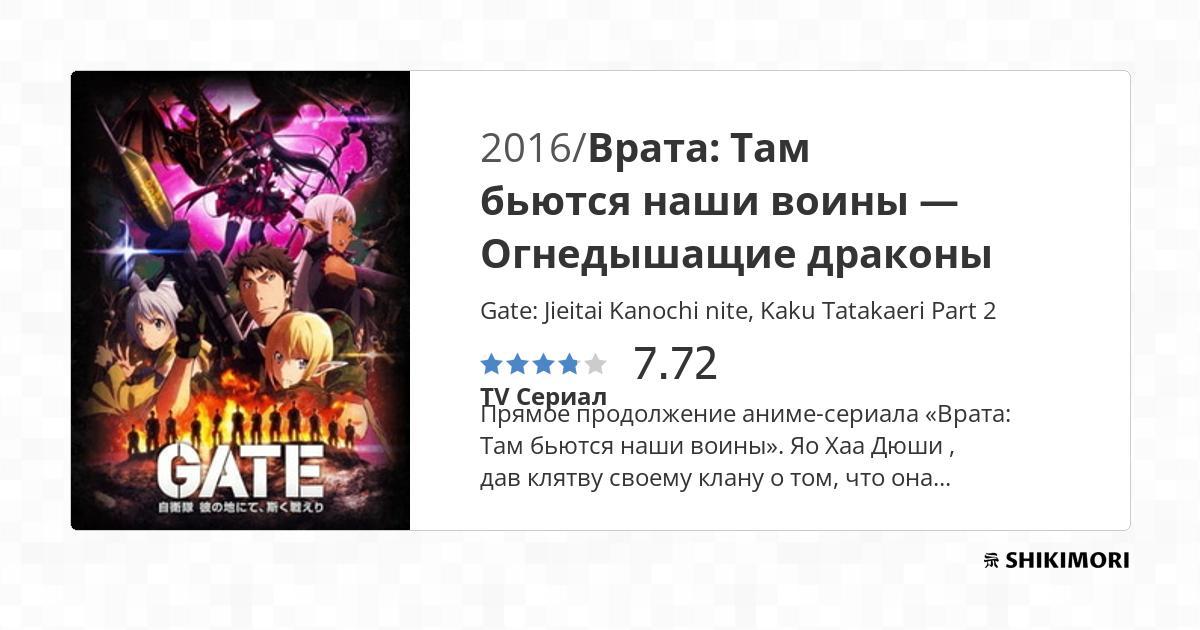 2016/Врата: Там
бьются наши воины —
Огнедышащие драконы
Gate: Jieitai Kanochi nite, Kaku Tatakaeri Part 2
7.72
TV Сериал
Прямое продолжение аниме-сериала «Врата:
Там бьются наши воины». Яо Хаа Дюши ,
дав клятву своему клану о том, что она...
GATE
自衛隊 彼の地にて、斯く戦えり
SHIKIMORI